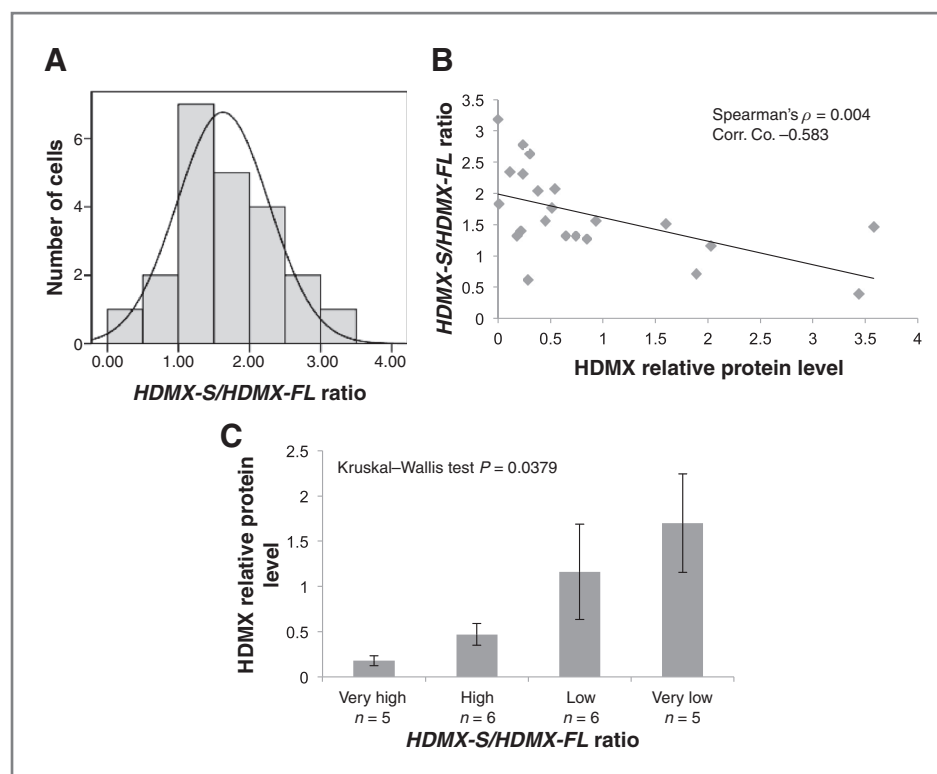 A
Number of cells
6
4
2
0
0.00 1.00 2.00 3.00 4.00
HDMX-S/HDMX-FL ratio
B
HDMX-S/HDMX-FL ratio
3.5
3
2.5
2
1.5
1
0.5
0
Spearman's ρ = 0.004
Corr. Co. –0.583
0 0.5 1 1.5 2 2.5 3 3.5 4
HDMX relative protein level
C
HDMX relative protein
level
2.5
2
1.5
1
0.5
0
Kruskal–Wallis test P = 0.0379
Very high High Low Very low
n = 5 n = 6 n = 6 n = 5
HDMX-S/HDMX-FL ratio